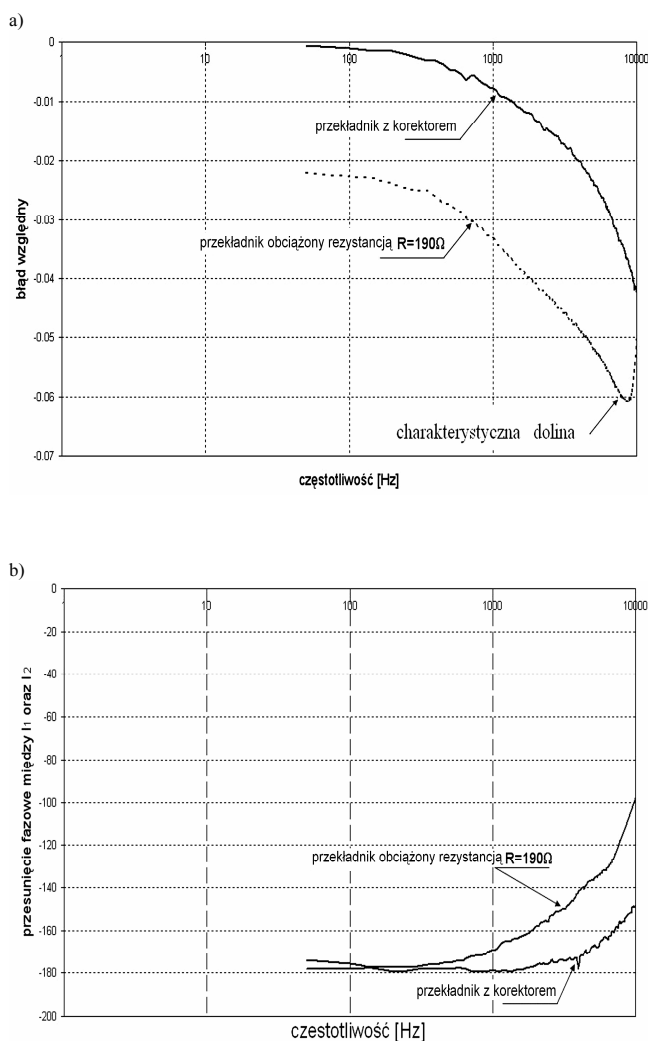 a)
0
1
10
100
1000
10000
-0.01
-0.02
-0.03
-0.04
-0.05
-0.06
-0.07
błąd względny
przekładnik z korektorem
przekładnik obciążony rezystancją R=190Ω
charakterystyczna dolina
częstotliwość [Hz]
b)
0
1
10
100
1000
10000
-20
-40
-60
-80
-100
-120
-140
-160
-180
-200
przesunięcie fazowe między I1 oraz I2
przekładnik obciążony rezystancją R=190Ω
przekładnik z korektorem
czestotliwość [Hz]